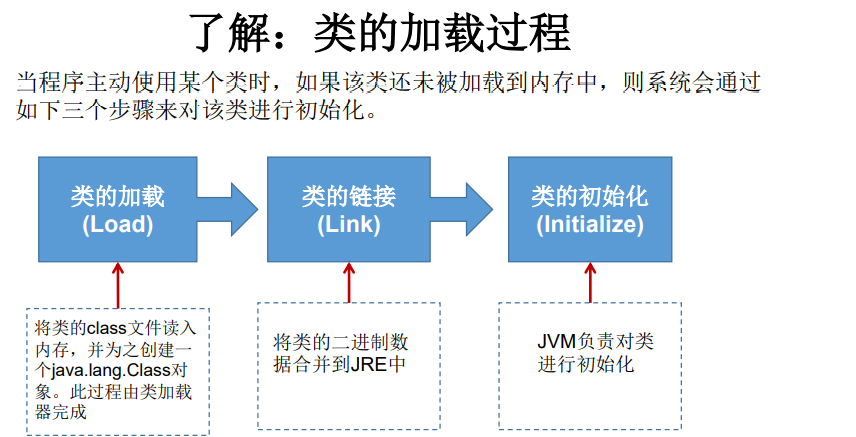 了解：类的加载过程
当程序主动使用某个类时，如果该类还未被加载到内存中，则系统会通过
如下三个步骤来对该类进行初始化。
类的加载
(Load)
类的链接
(Link)
类的初始化
(Initialize)
将类的class文件读入
内存，并为之创建一
个java.lang.Class对
象。此过程由类加载
器完成
将类的二进制数
据合并到JRE中
JVM负责对类
进行初始化